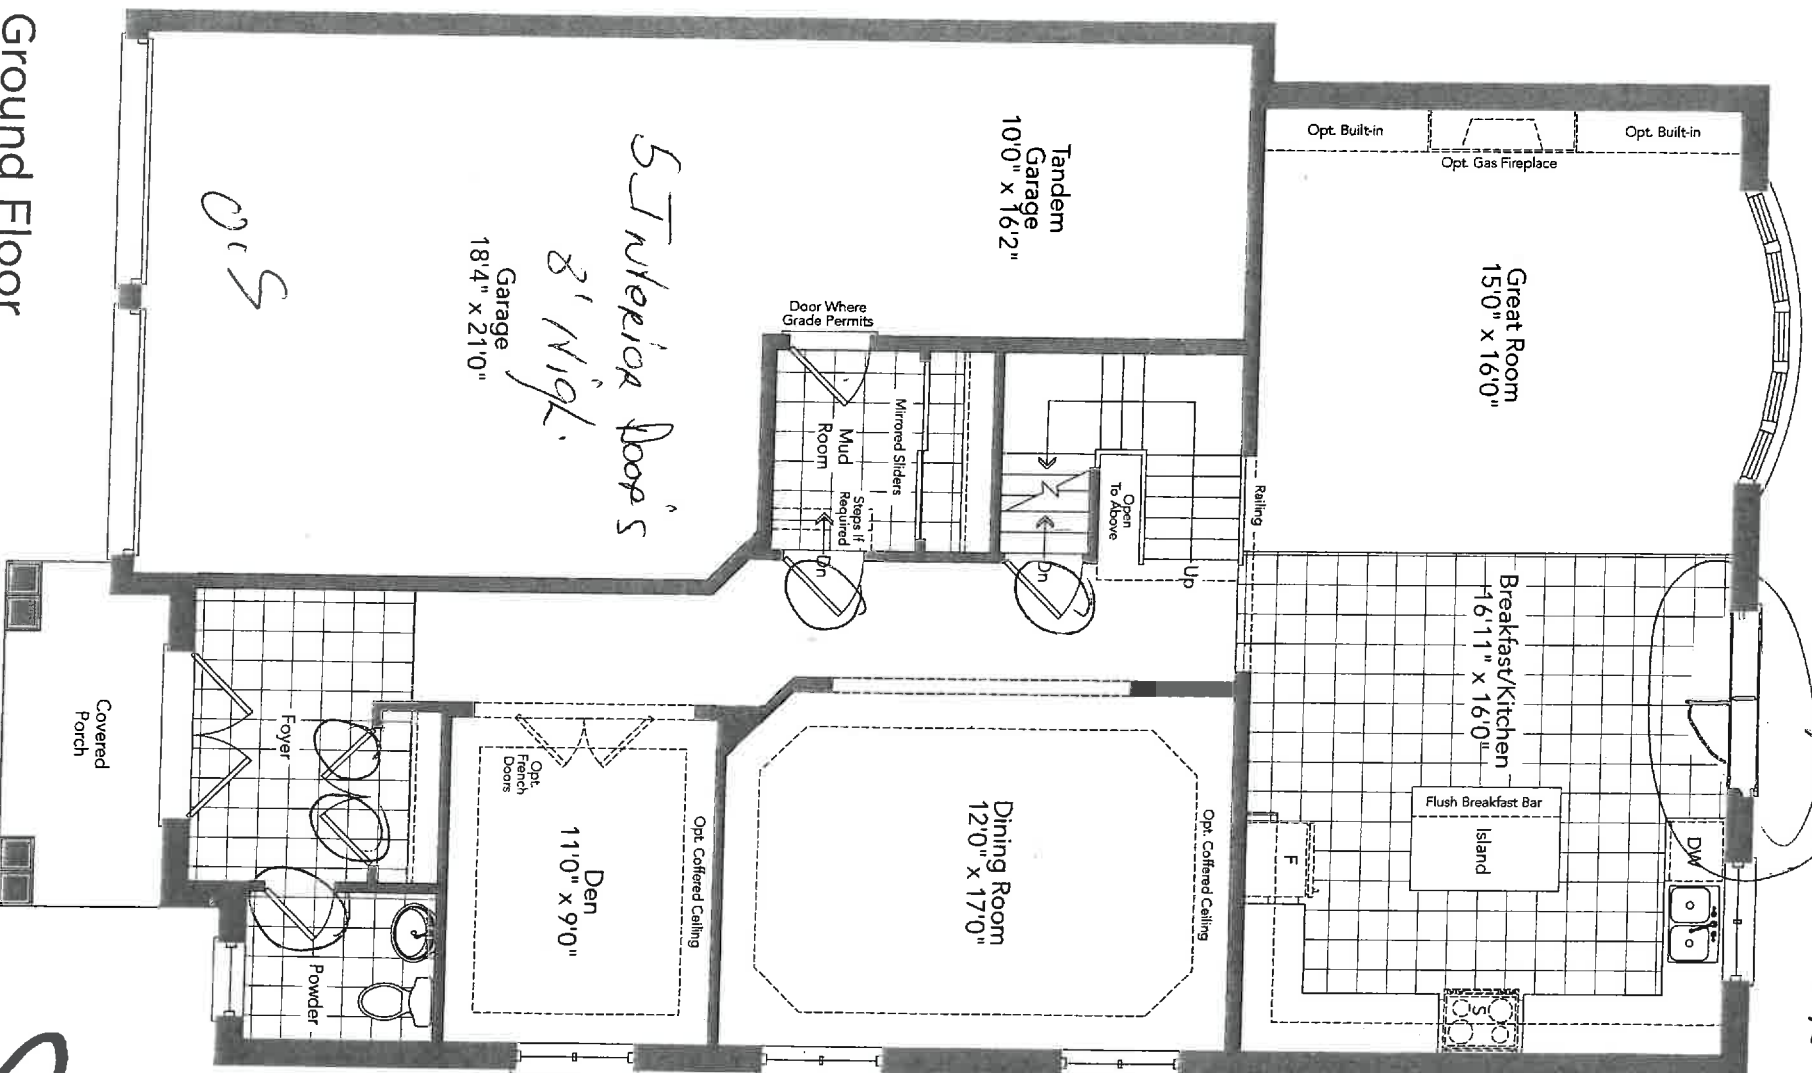 Ground Floor
Tandem
Garage
10'0" x 16'2"
Garage
18'4" x 21'0"
5 Interior Door's
8' High.
O'S
Door Where
Grade Permits
Mud
Room
Mirrored Sliders
Steps If
Required
Dn
Dn
Up
Open
To Above
Railing
Opt. Built-in
Opt. Gas Fireplace
Opt. Built-in
Great Room
15'0" x 16'0"
Breakfast/Kitchen
16'11" x 16'0"
Flush Breakfast Bar
Island
DW
F
S
Dining Room
12'0" x 17'0"
Opt. Coffered Ceiling
Den
11'0" x 9'0"
Opt.
French
Doors
Opt. Coffered Ceiling
Foyer
Powder
Covered
Porch